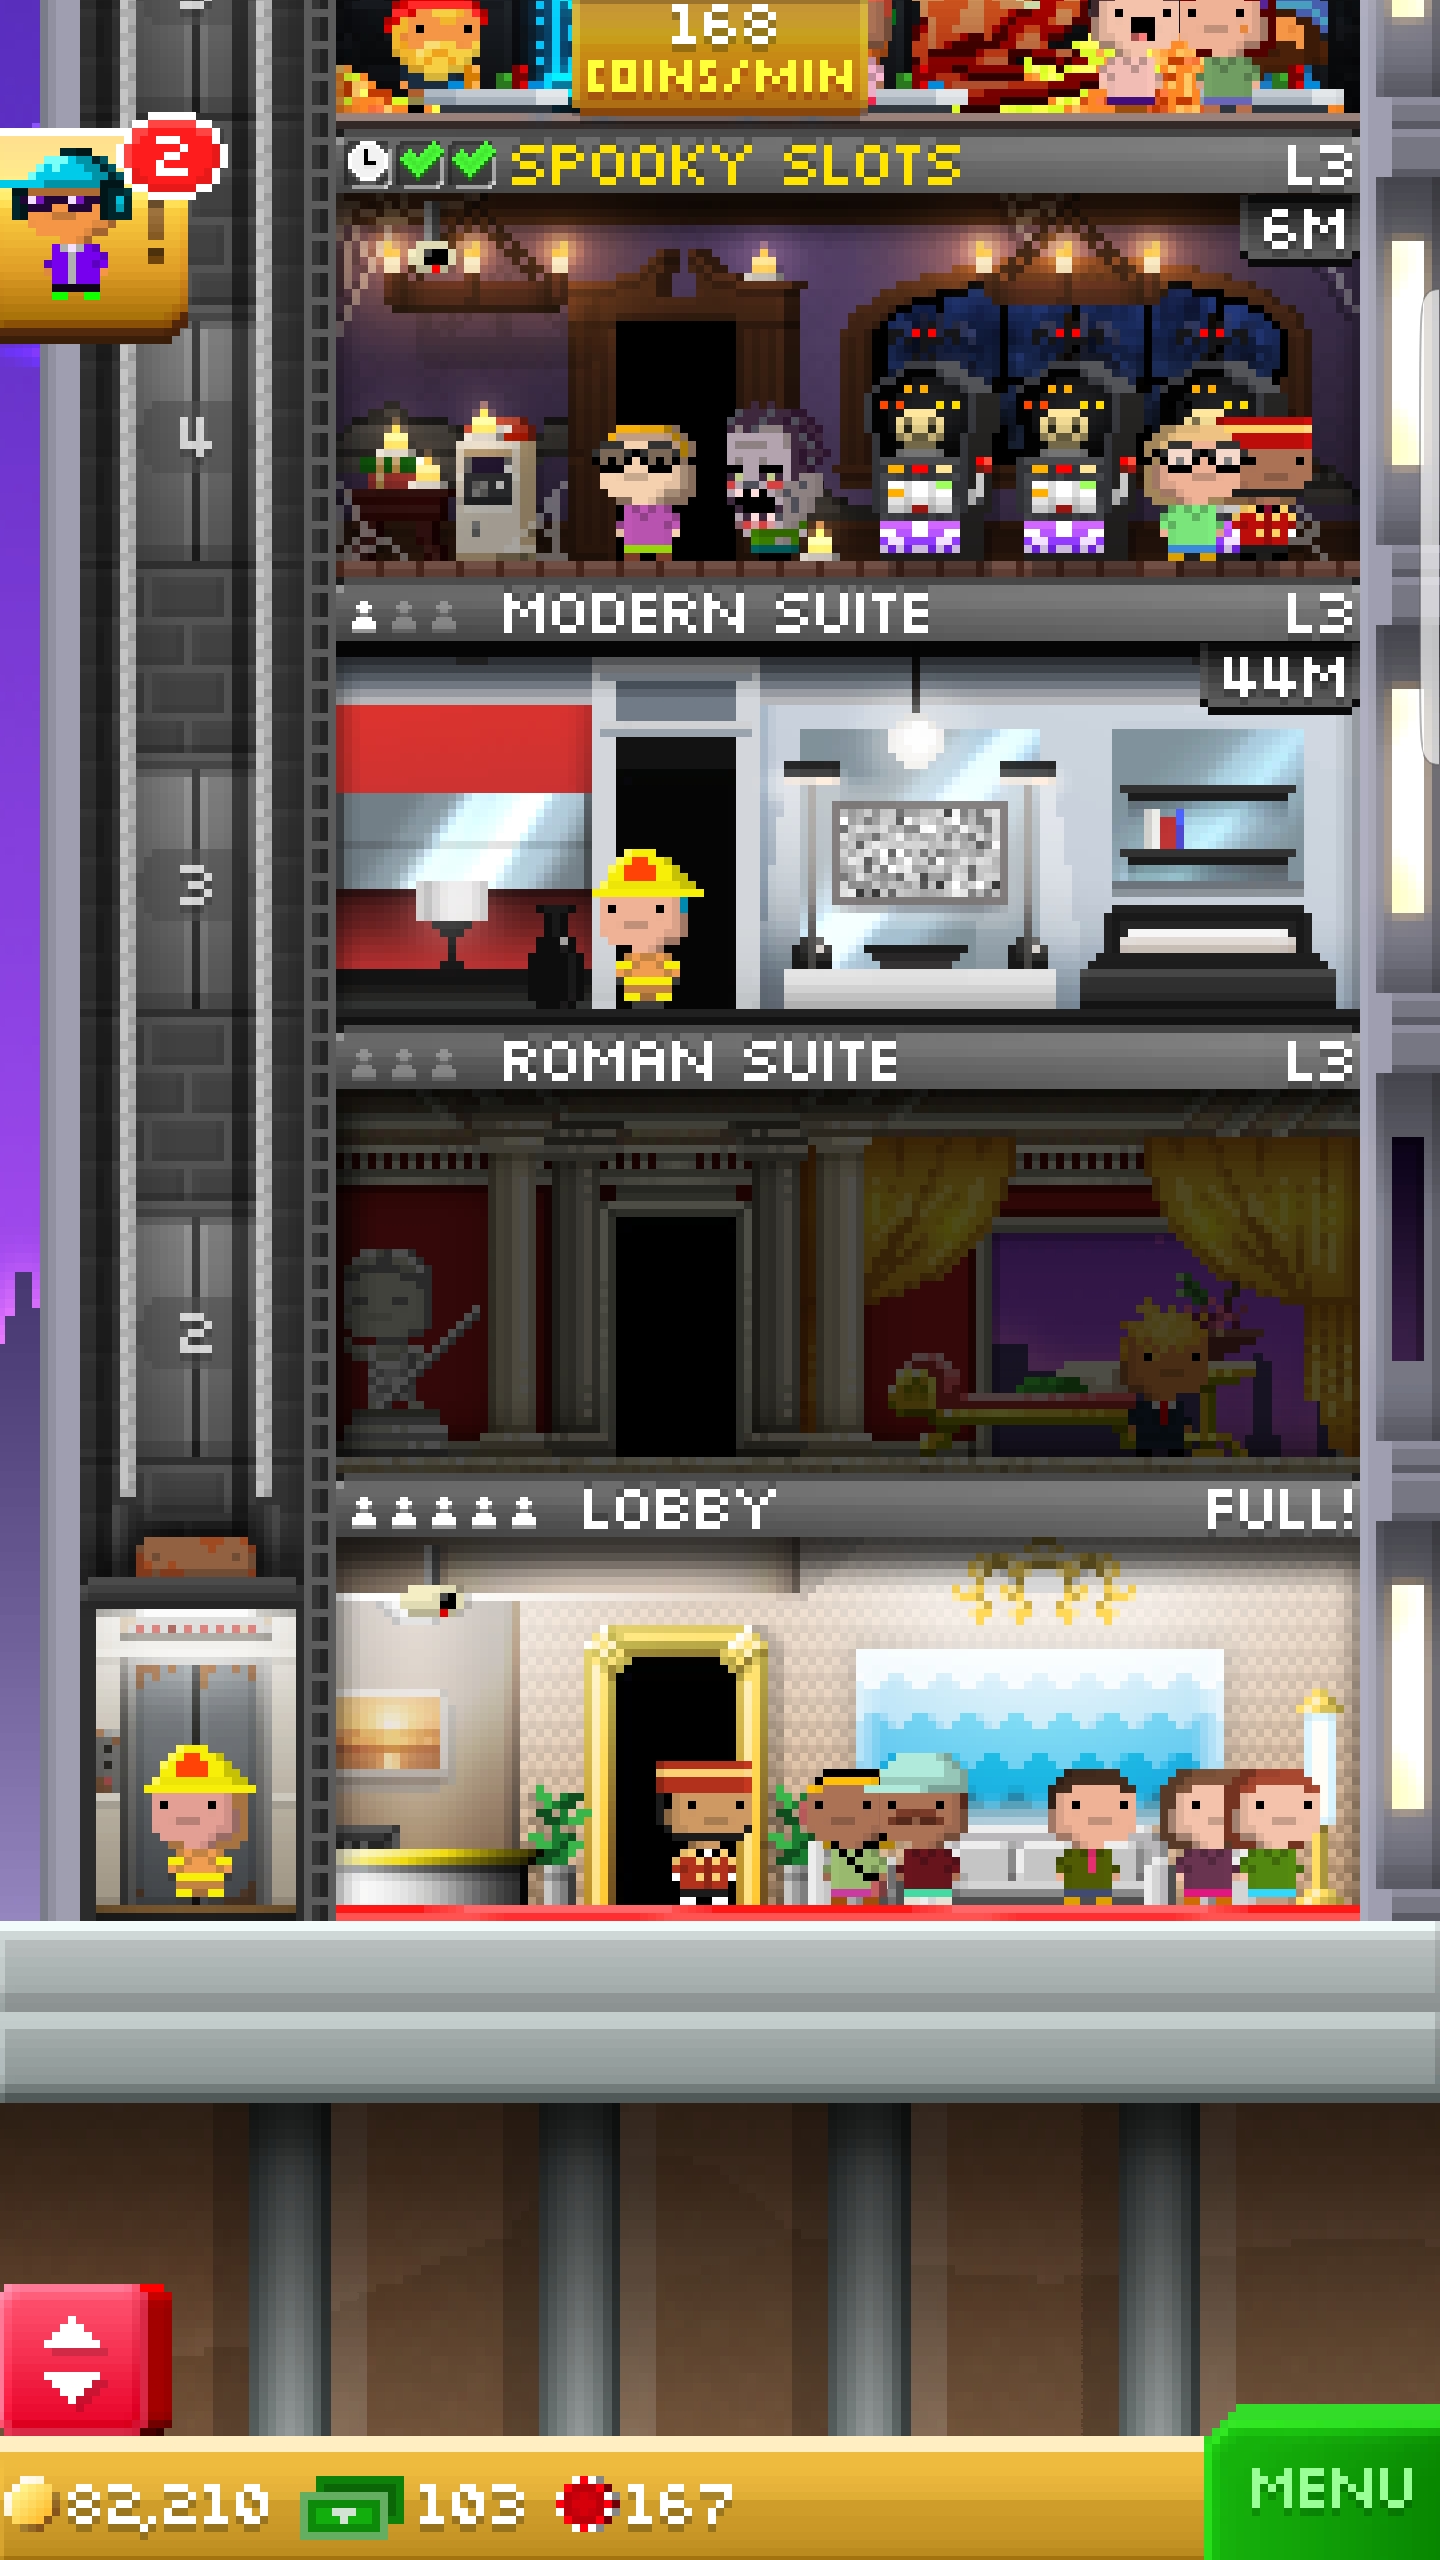 168
COINS/MIN
2
!
SPOOKY SLOTS L3
6M
4
MODERN SUITE L3
44M
3
ROMAN SUITE L3
2
LOBBY FULL!
82,210 103 167
MENU